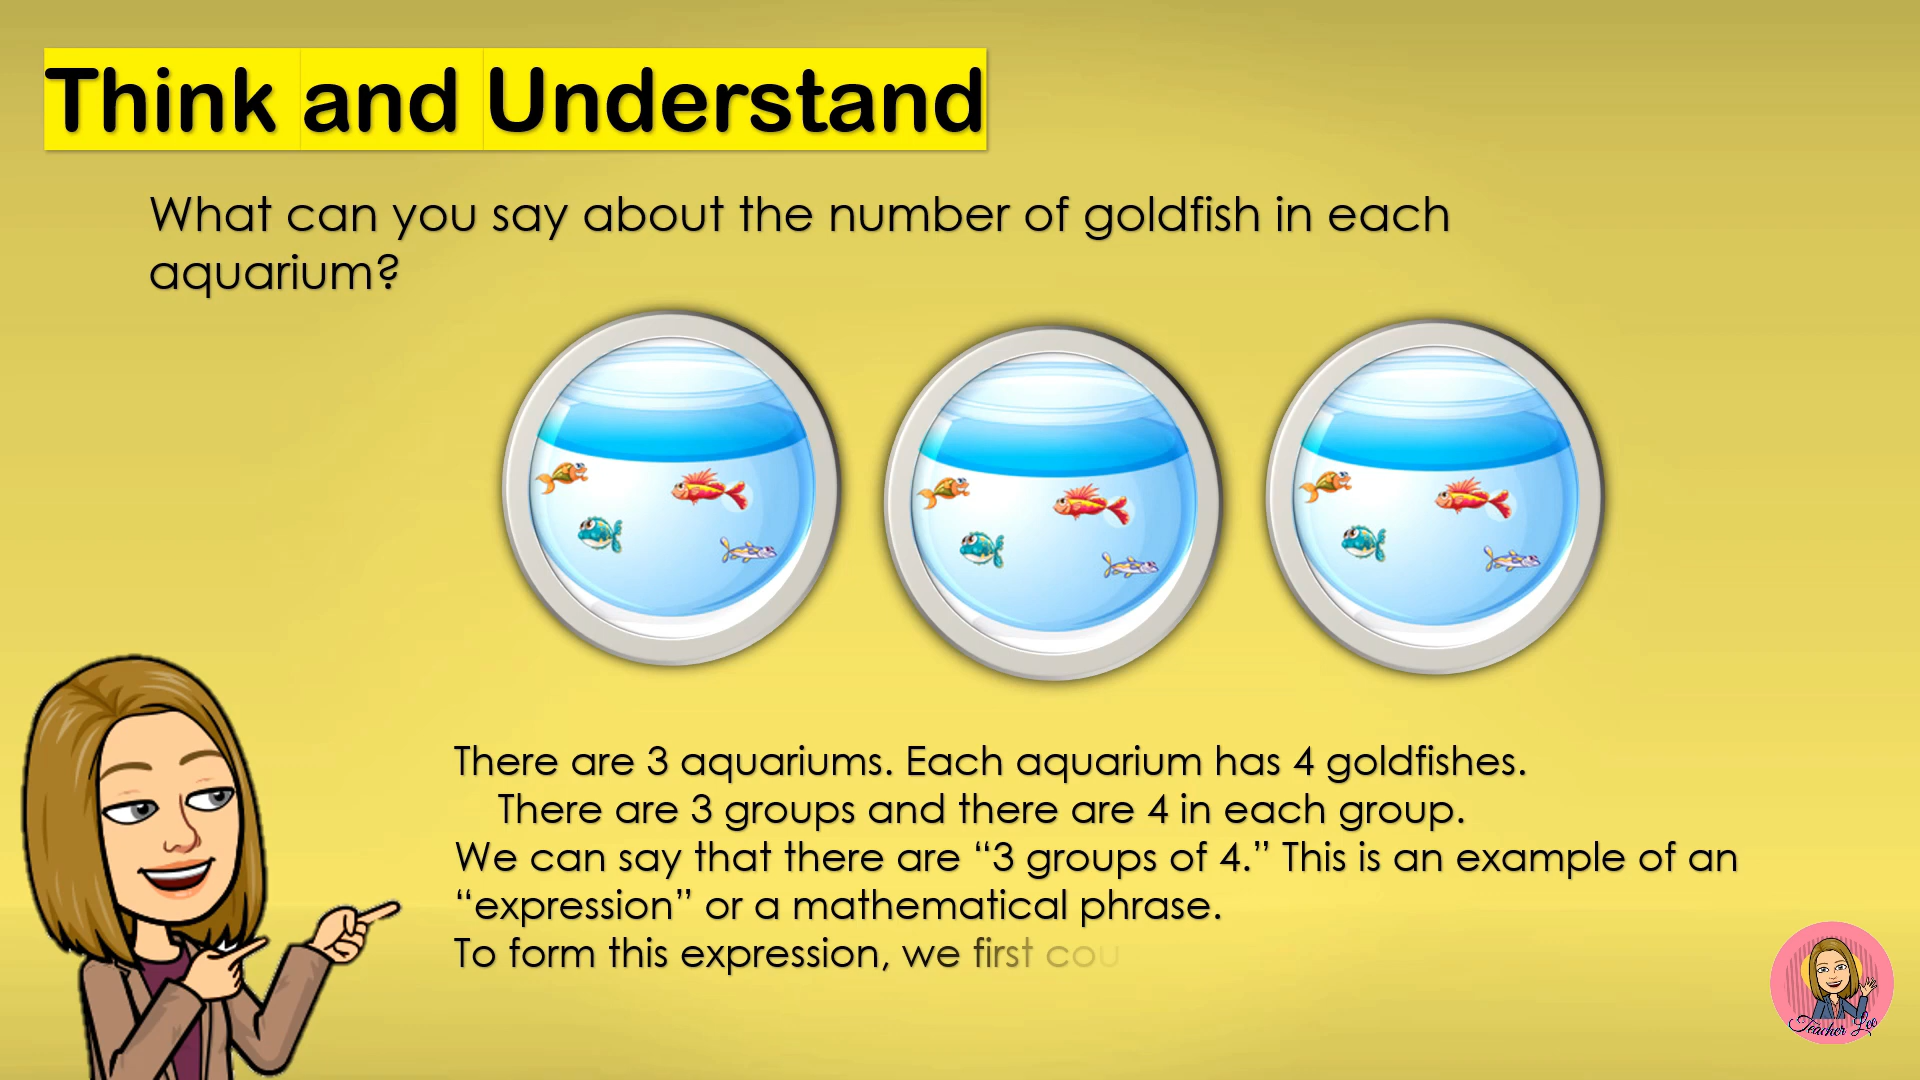 Think and Understand
What can you say about the number of goldfish in each
aquarium?
There are 3 aquariums. Each aquarium has 4 goldfishes.
There are 3 groups and there are 4 in each group.
We can say that there are “3 groups of 4.” This is an example of an
“expression” or a mathematical phrase.
To form this expression, we first cou
Teacher Lee